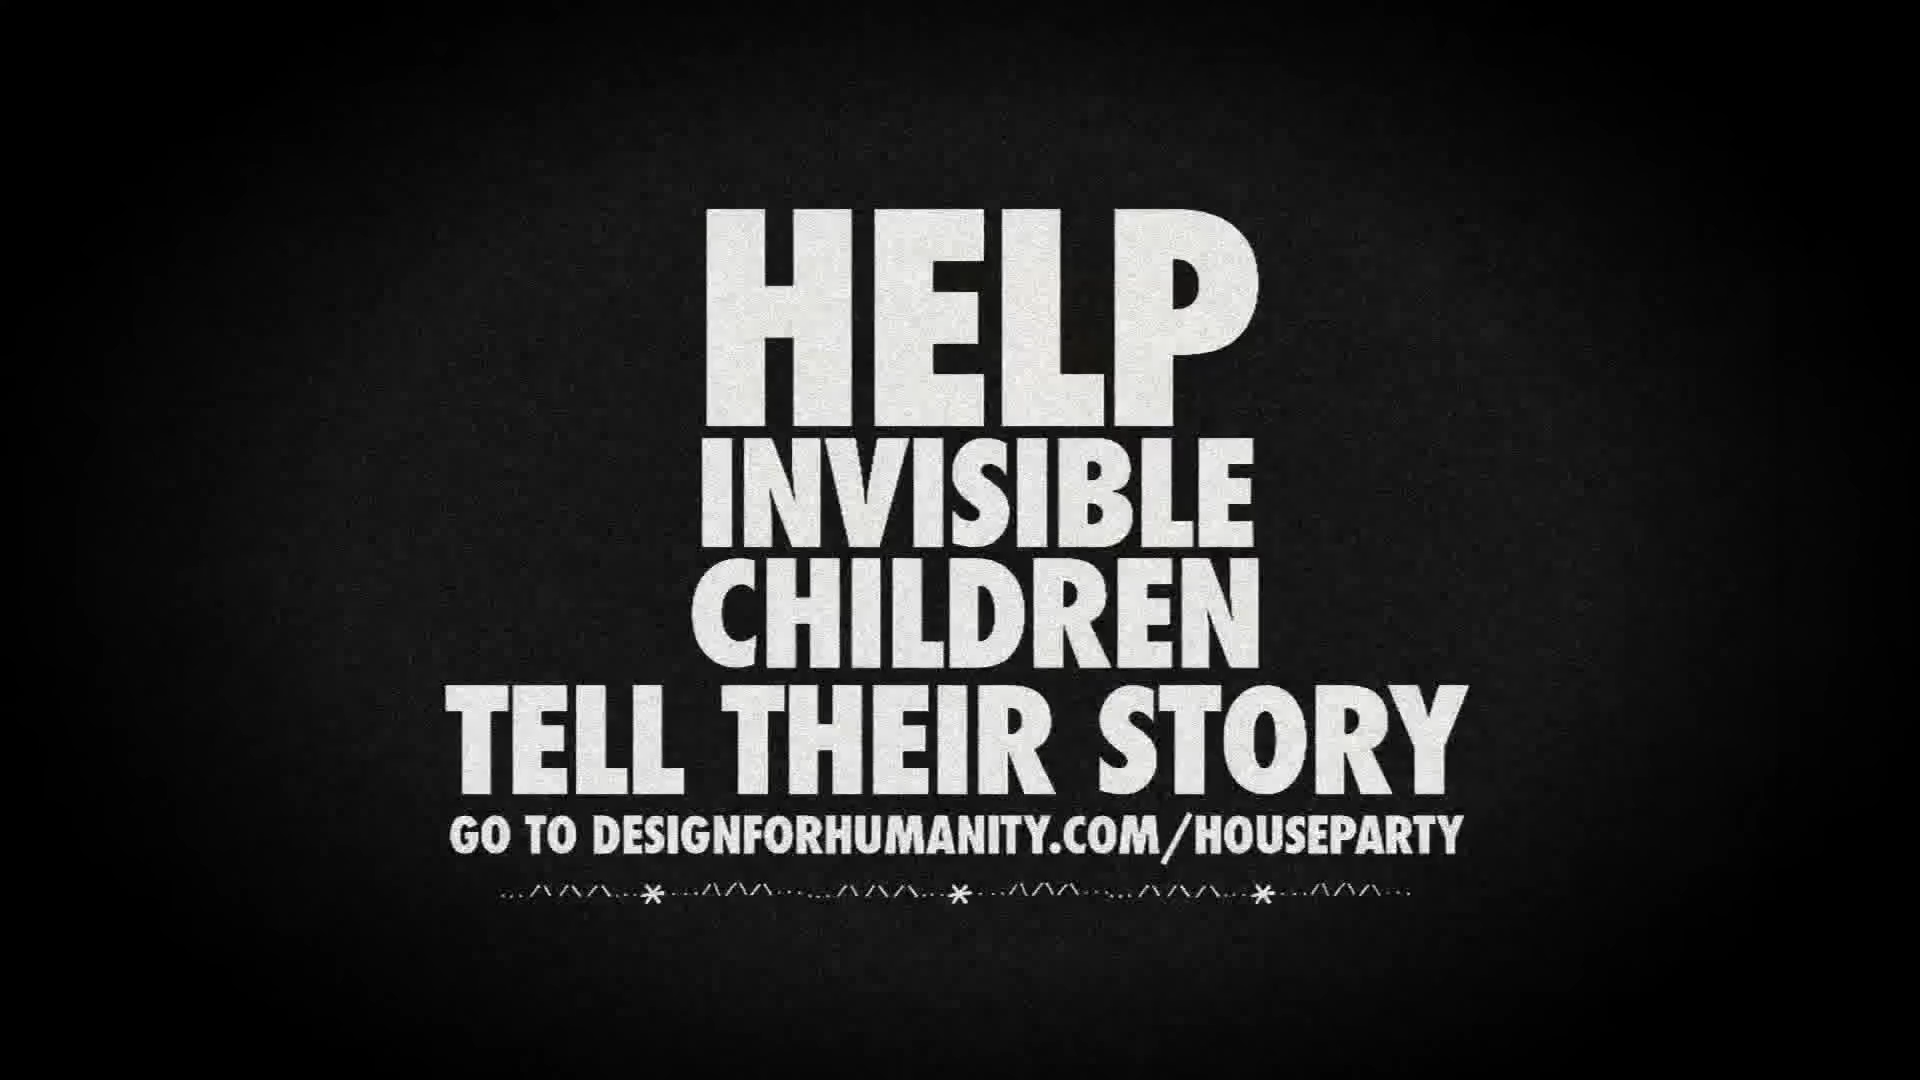 HELP
INVISIBLE
CHILDREN
TELL THEIR STORY
GO TO DESIGNFORHUMANITY.COM/HOUSEPARTY